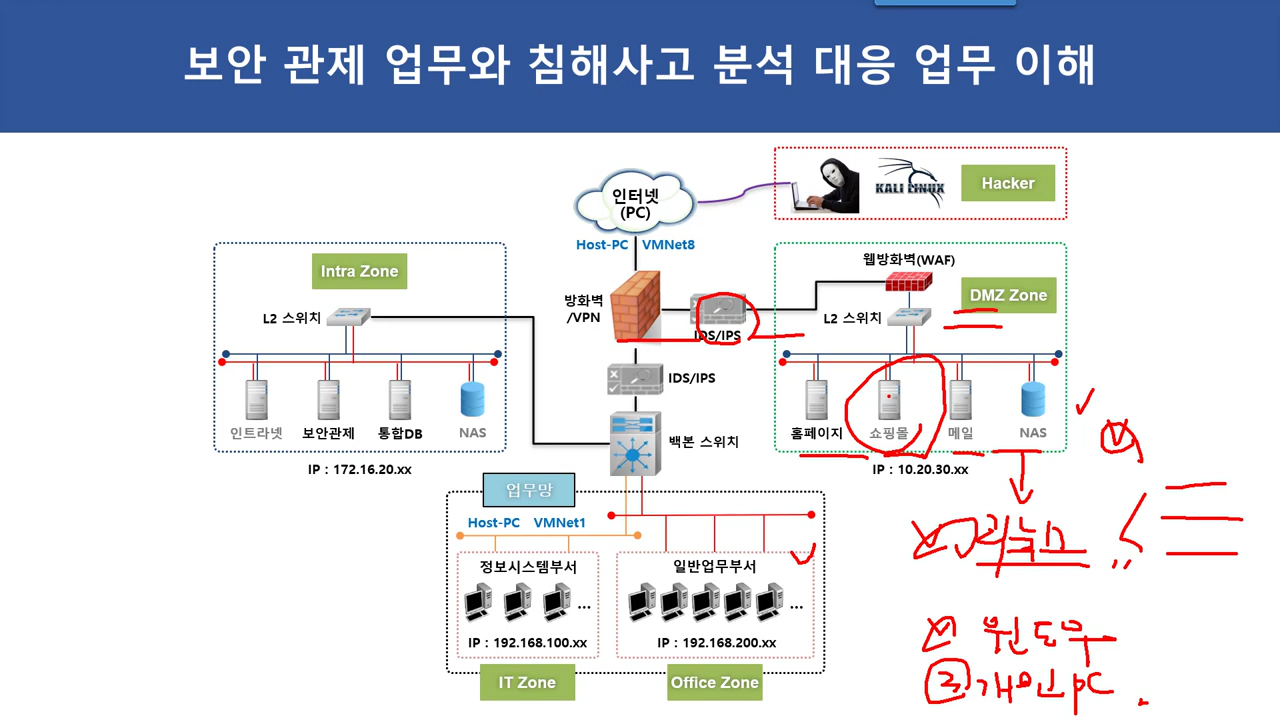 보안 관제 업무와 침해사고 분석 대응 업무 이해
인터넷
(PC)
KALI LINUX
Hacker
Host-PC VMNet8
Intra Zone
L2 스위치
인트라넷
보안관제
통합DB
NAS
IP : 172.16.20.xx
방화벽
/VPN
IDS/IPS
IDS/IPS
백본 스위치
웹방화벽(WAF)
DMZ Zone
L2 스위치
홈페이지
쇼핑몰
메일
NAS
IP : 10.20.30.xx
업무망
Host-PC VMNet1
정보시스템부서
...
IP : 192.168.100.xx
일반업무부서
...
IP : 192.168.200.xx
IT Zone
Office Zone
리눅스
윈도우
개인PC